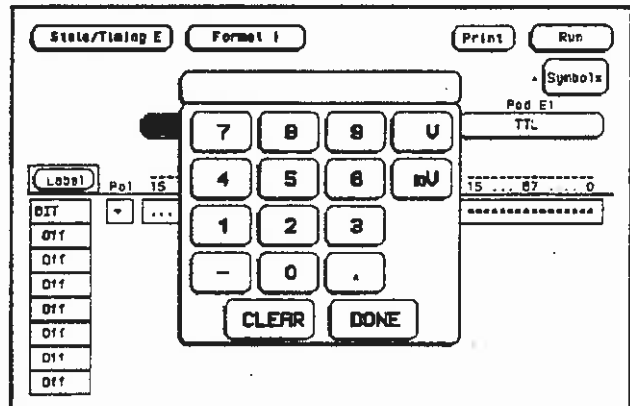 State/Timing E Format 1 Print Run
Symbols
Pod E1
TTL
7 8 9 V
Label Pol 15 4 5 6 mV 15 ... 87 .... 0
BIT + ... 1 2 3 ****************
Off
Off
- 0 .
Off
Off
CLEAR DONE
Off
Off
Off